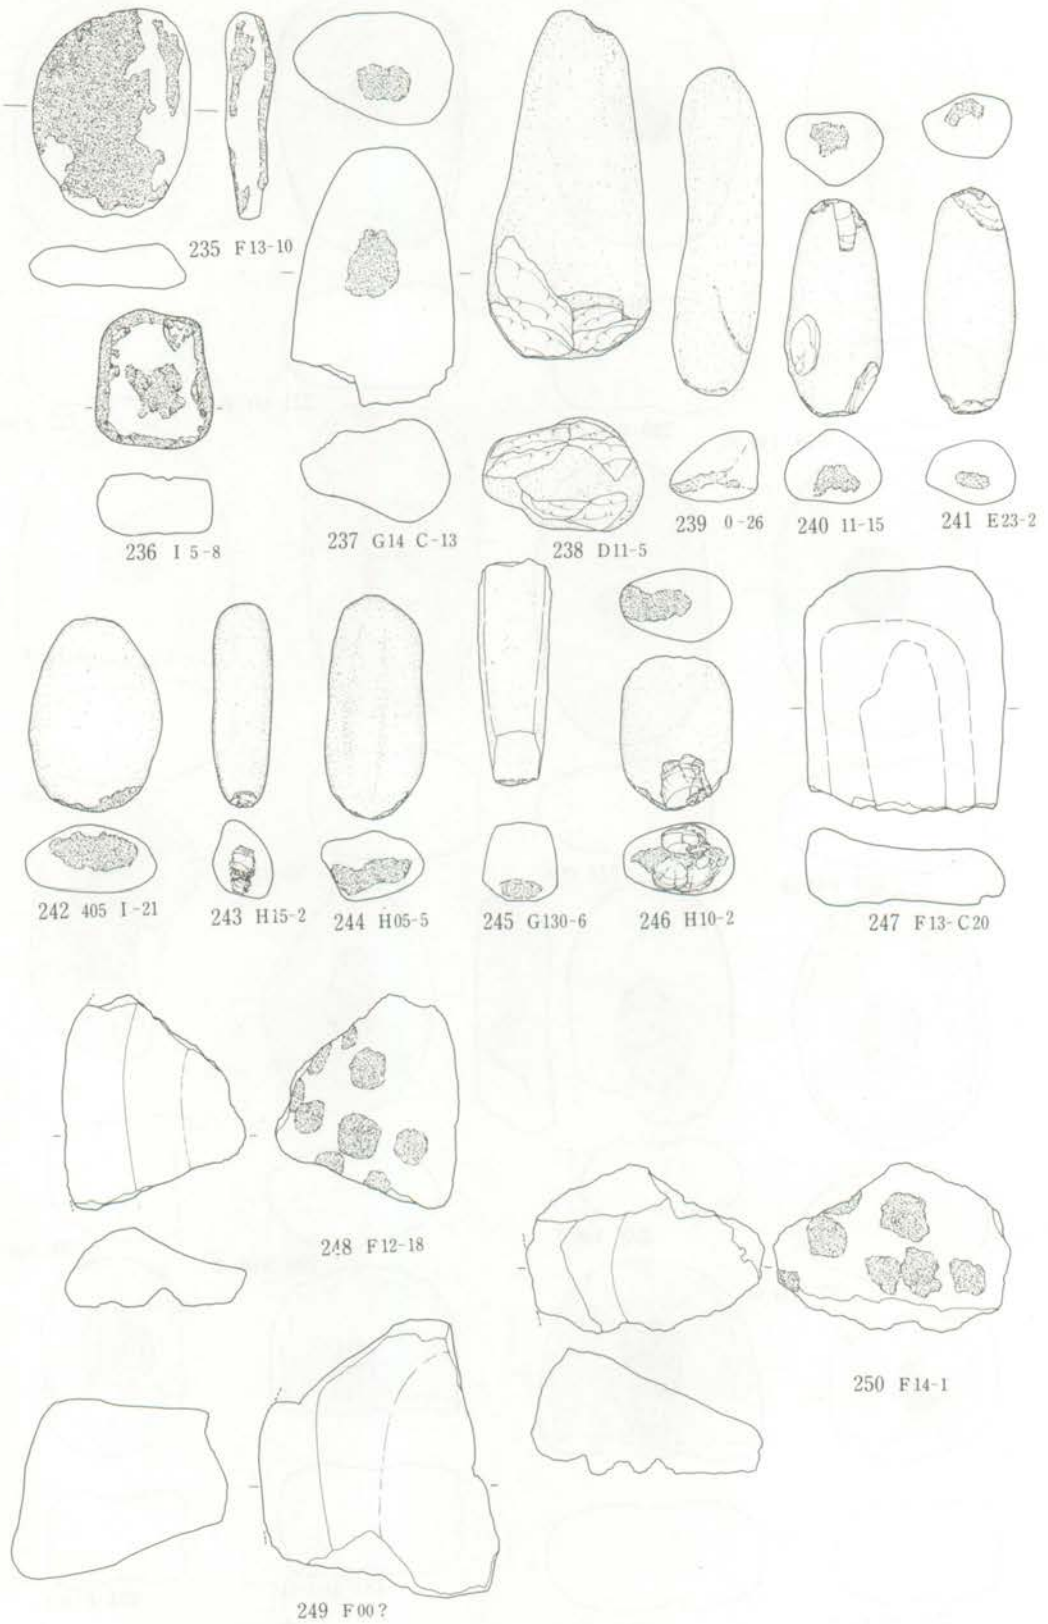 235 F13-10
236 I 5-8
237 G14 C-13
238 D11-5
239 0-26
240 11-15
241 E23-2
242 405 I-21
243 H15-2
244 H05-5
245 G130-6
246 H10-2
247 F13-C20
248 F12-18
250 F14-1
249 F00?